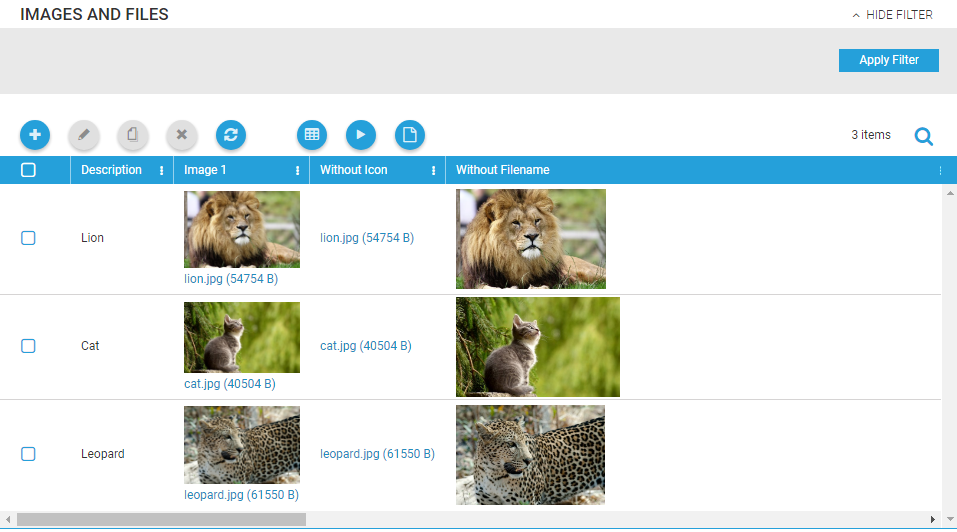 IMAGES AND FILES
HIDE FILTER
Apply Filter
3 items
Description
Image 1
Without Icon
Without Filename
Lion
lion.jpg (54754 B)
lion.jpg (54754 B)
Cat
cat.jpg (40504 B)
cat.jpg (40504 B)
Leopard
leopard.jpg (61550 B)
leopard.jpg (61550 B)